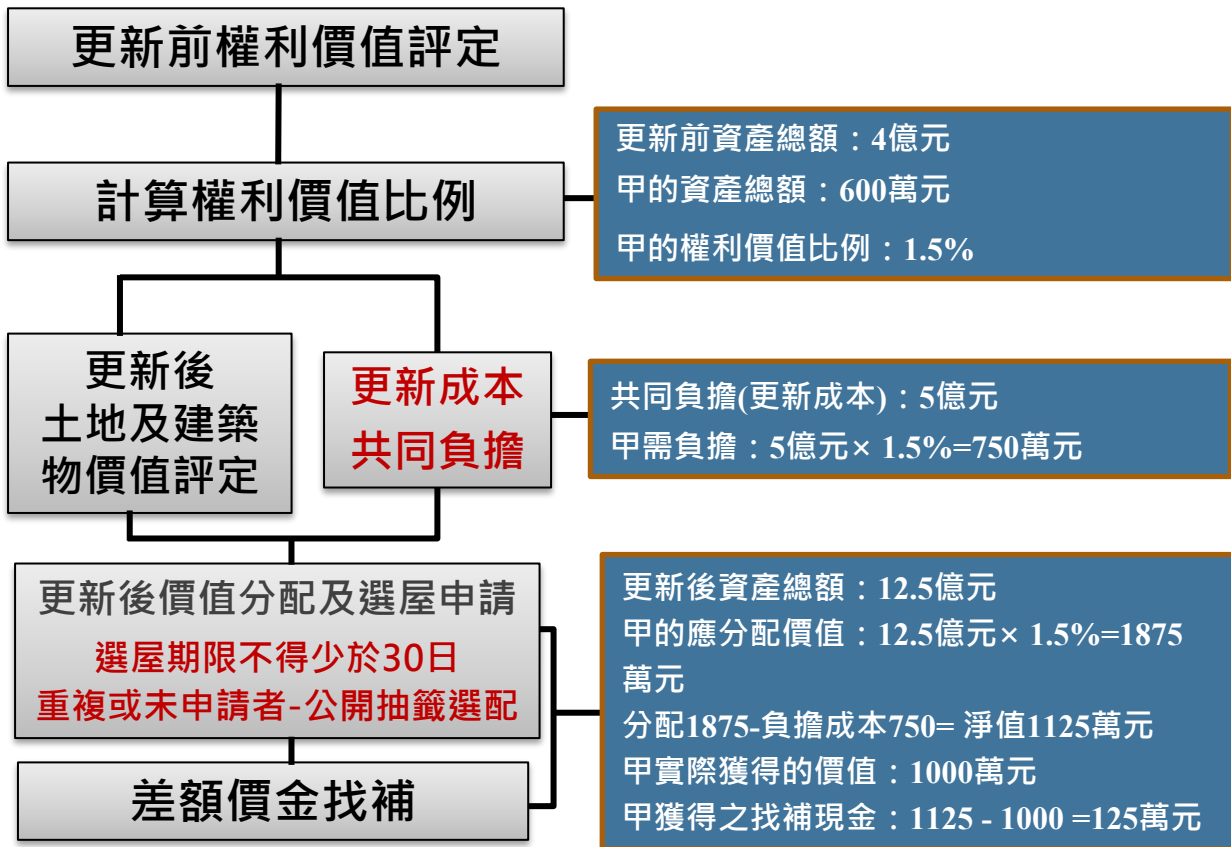 更新前權利價值評定
計算權利價值比例
更新前資產總額：4億元
甲的資產總額：600萬元
甲的權利價值比例：1.5%
更新後
土地及建築
物價值評定
更新成本
共同負擔
共同負擔(更新成本)：5億元
甲需負擔：5億元× 1.5%=750萬元
更新後價值分配及選屋申請
選屋期限不得少於30日
重複或未申請者-公開抽籤選配
差額價金找補
更新後資產總額：12.5億元
甲的應分配價值：12.5億元× 1.5%=1875
萬元
分配1875-負擔成本750= 淨值1125萬元
甲實際獲得的價值：1000萬元
甲獲得之找補現金：1125 - 1000 =125萬元